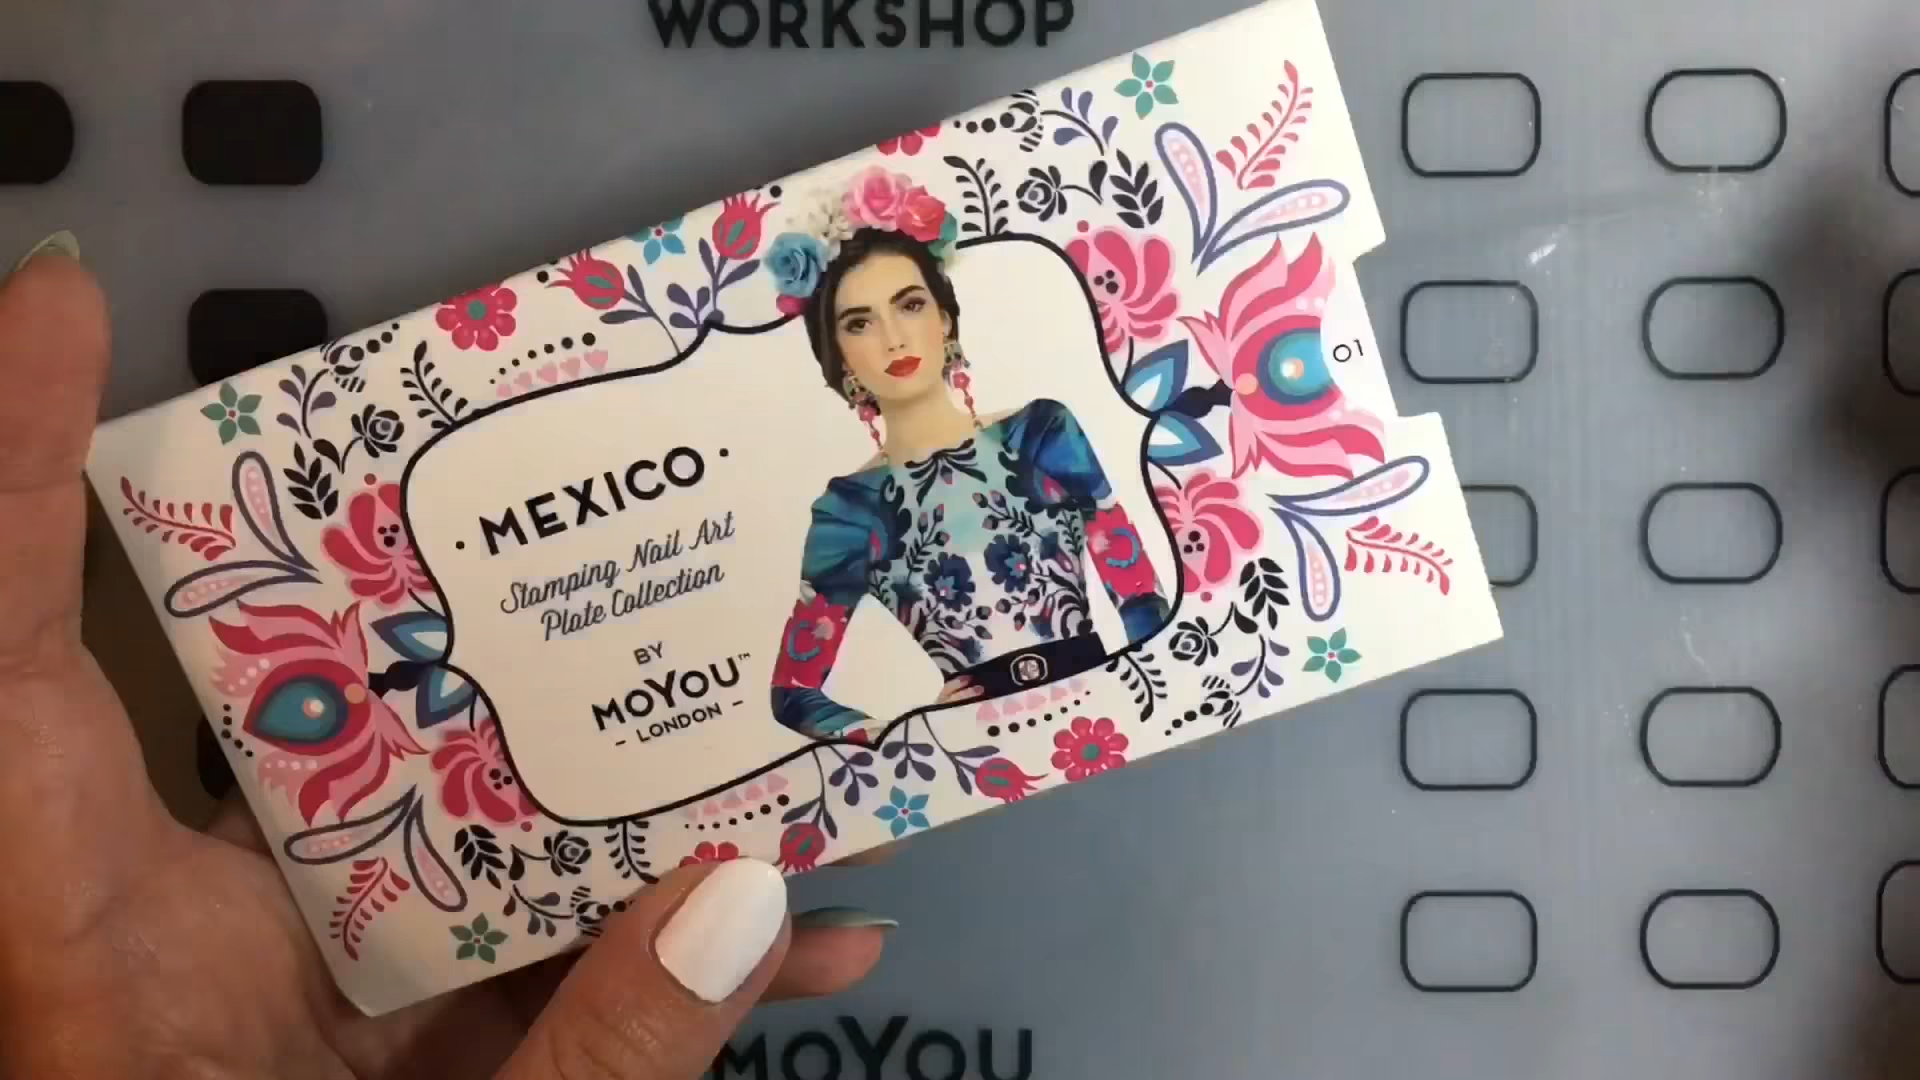 WORKSHOP
01
· MEXICO ·
Stamping Nail Art
Plate Collection
BY
MOYOU™
- LONDON -
MOYOU